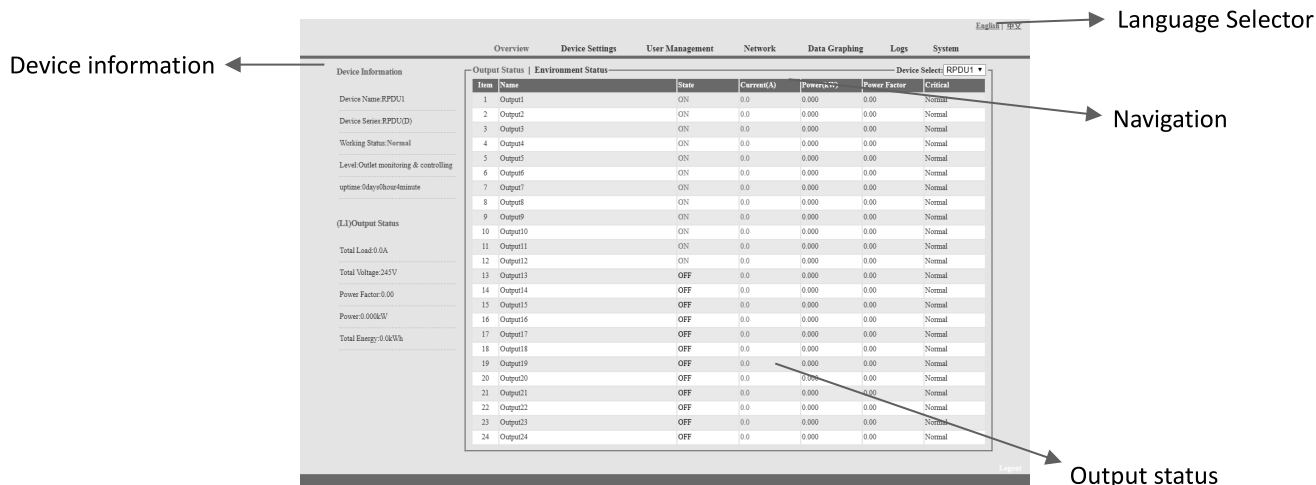 English | 中文
Language Selector
Overview Device Settings User Management Network Data Graphing Logs System
Device information
Device Information
Device Name:RPDU1
Device Series:RPDU(D)
Working Status:Normal
Level:Outlet monitoring & controlling
uptime:0days0hour4minute
(L1)Output Status
Total Load:0.0A
Total Voltage:245V
Power Factor:0.00
Power:0.000kW
Total Energy:0.0kWh
Output Status | Environment Status
Device Select: RPDU1
Item Name State Current(A) Power(kW) Power Factor Critical
1 Output1 ON 0.0 0.000 0.00 Normal
2 Output2 ON 0.0 0.000 0.00 Normal
3 Output3 ON 0.0 0.000 0.00 Normal
4 Output4 ON 0.0 0.000 0.00 Normal
5 Output5 ON 0.0 0.000 0.00 Normal
6 Output6 ON 0.0 0.000 0.00 Normal
7 Output7 ON 0.0 0.000 0.00 Normal
8 Output8 ON 0.0 0.000 0.00 Normal
9 Output9 ON 0.0 0.000 0.00 Normal
10 Output10 ON 0.0 0.000 0.00 Normal
11 Output11 ON 0.0 0.000 0.00 Normal
12 Output12 ON 0.0 0.000 0.00 Normal
13 Output13 OFF 0.0 0.000 0.00 Normal
14 Output14 OFF 0.0 0.000 0.00 Normal
15 Output15 OFF 0.0 0.000 0.00 Normal
16 Output16 OFF 0.0 0.000 0.00 Normal
17 Output17 OFF 0.0 0.000 0.00 Normal
18 Output18 OFF 0.0 0.000 0.00 Normal
19 Output19 OFF 0.0 0.000 0.00 Normal
20 Output20 OFF 0.0 0.000 0.00 Normal
21 Output21 OFF 0.0 0.000 0.00 Normal
22 Output22 OFF 0.0 0.000 0.00 Normal
23 Output23 OFF 0.0 0.000 0.00 Normal
24 Output24 OFF 0.0 0.000 0.00 Normal
Navigation
Logout
Output status